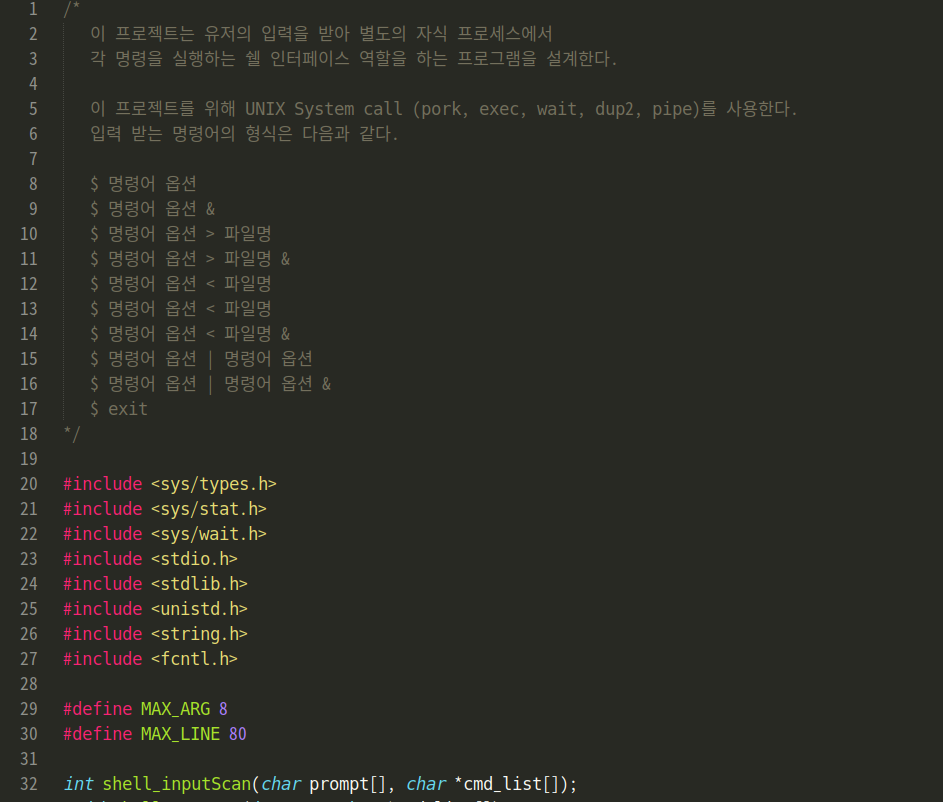 1 /*
2 이 프로젝트는 유저의 입력을 받아 별도의 자식 프로세스에서
3 각 명령을 실행하는 쉘 인터페이스 역할을 하는 프로그램을 설계한다.
4
5 이 프로젝트를 위해 UNIX System call (pork, exec, wait, dup2, pipe)를 사용한다.
6 입력 받는 명령어의 형식은 다음과 같다.
7
8 $ 명령어 옵션
9 $ 명령어 옵션 &
10 $ 명령어 옵션 > 파일명
11 $ 명령어 옵션 > 파일명 &
12 $ 명령어 옵션 < 파일명
13 $ 명령어 옵션 < 파일명
14 $ 명령어 옵션 < 파일명 &
15 $ 명령어 옵션 | 명령어 옵션
16 $ 명령어 옵션 | 명령어 옵션 &
17 $ exit
18 */
19
20 #include <sys/types.h>
21 #include <sys/stat.h>
22 #include <sys/wait.h>
23 #include <stdio.h>
24 #include <stdlib.h>
25 #include <unistd.h>
26 #include <string.h>
27 #include <fcntl.h>
28
29 #define MAX_ARG 8
30 #define MAX_LINE 80
31
32 int shell_inputScan(char prompt[], char *cmd_list[]);